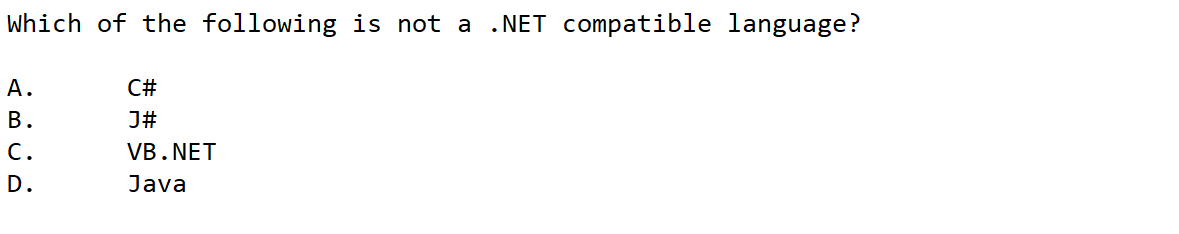 Which of the following is not a .NET compatible language?
A. C#
B. J#
C. VB.NET
D. Java